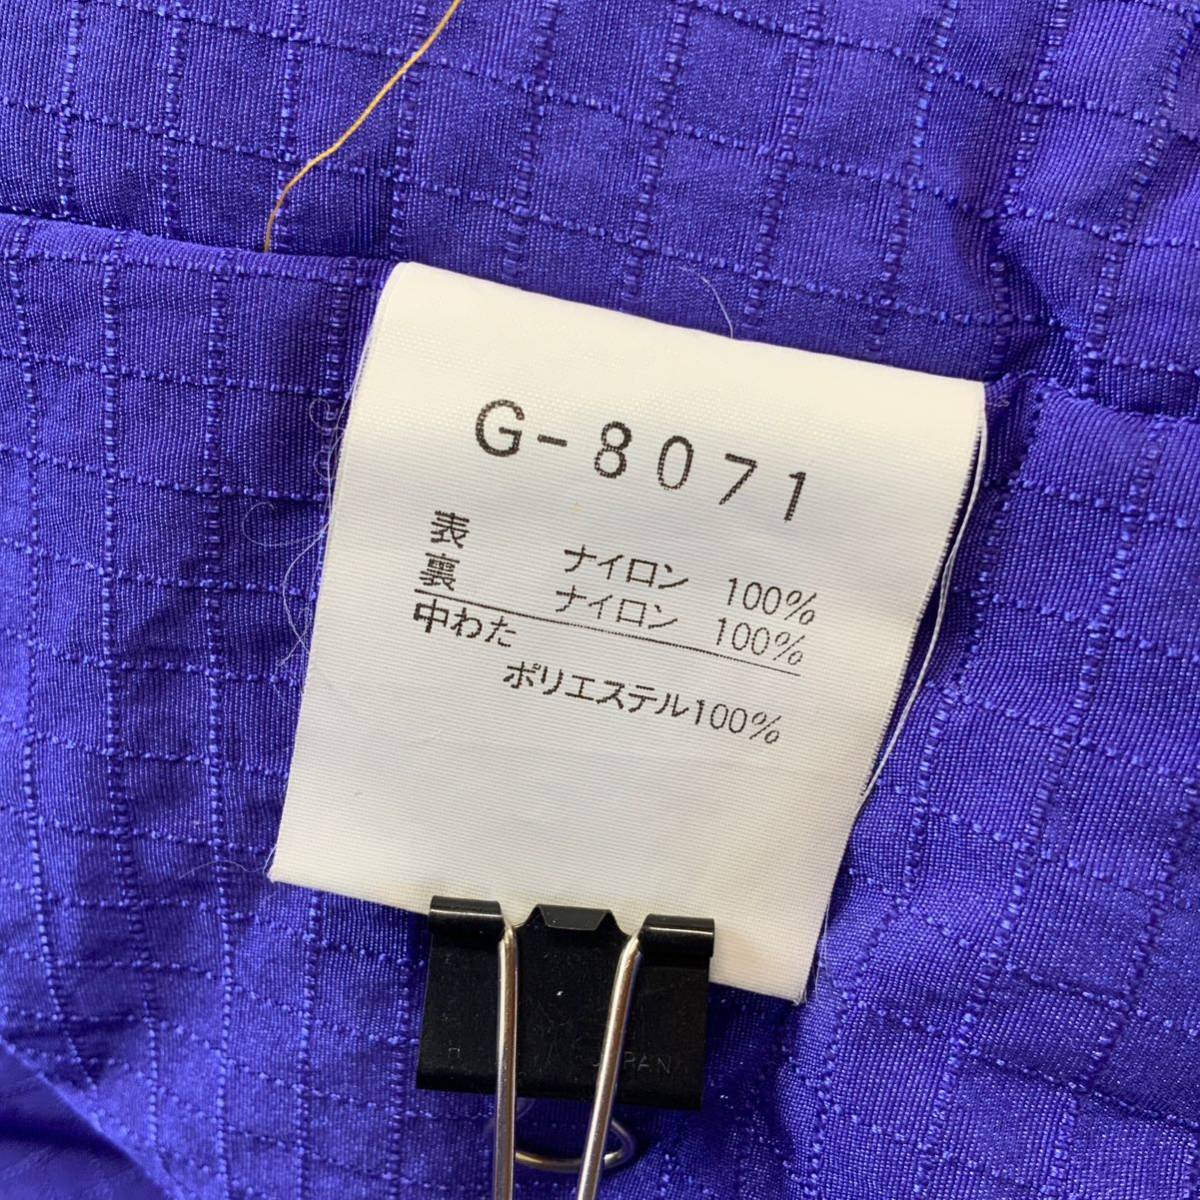 G-8071
表 ナイロン 100%
裏 ナイロン 100%
中わた
ポリエステル100%
JAPAN